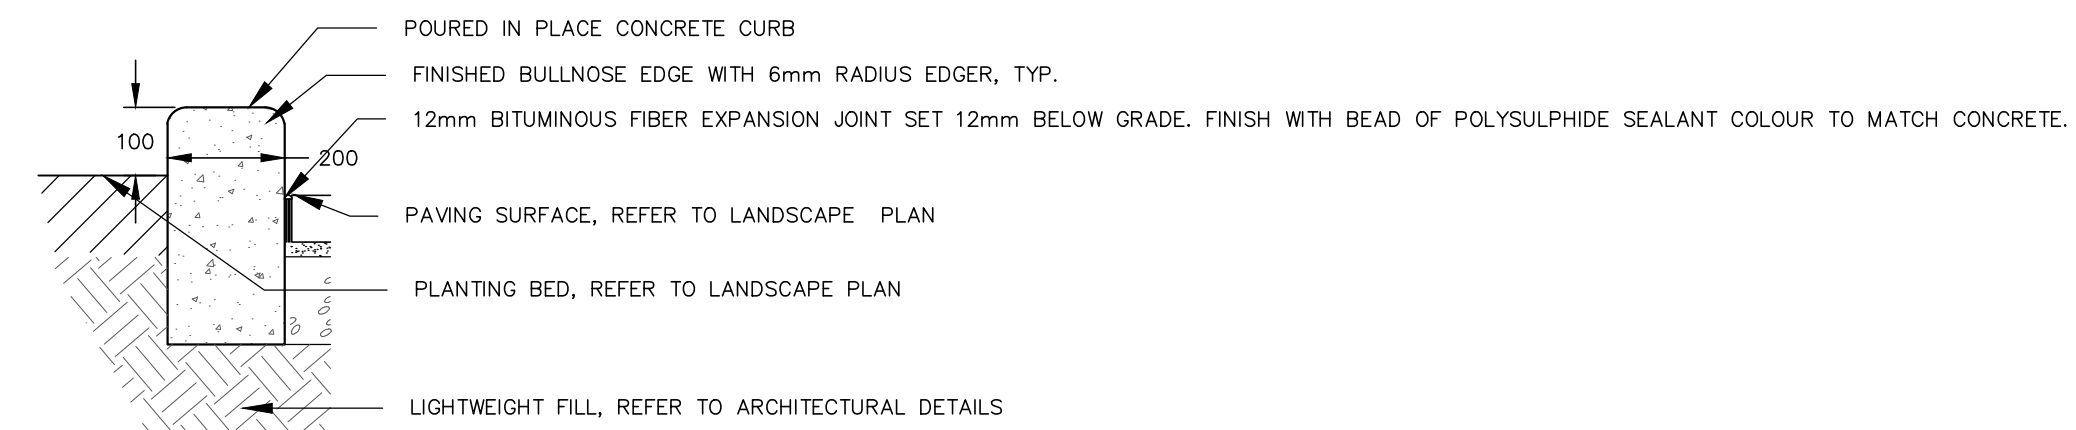 POURED IN PLACE CONCRETE CURB
FINISHED BULLNOSE EDGE WITH 6mm RADIUS EDGER, TYP.
12mm BITUMINOUS FIBER EXPANSION JOINT SET 12mm BELOW GRADE. FINISH WITH BEAD OF POLYSULPHIDE SEALANT COLOUR TO MATCH CONCRETE.
100
200
PAVING SURFACE, REFER TO LANDSCAPE PLAN
PLANTING BED, REFER TO LANDSCAPE PLAN
LIGHTWEIGHT FILL, REFER TO ARCHITECTURAL DETAILS